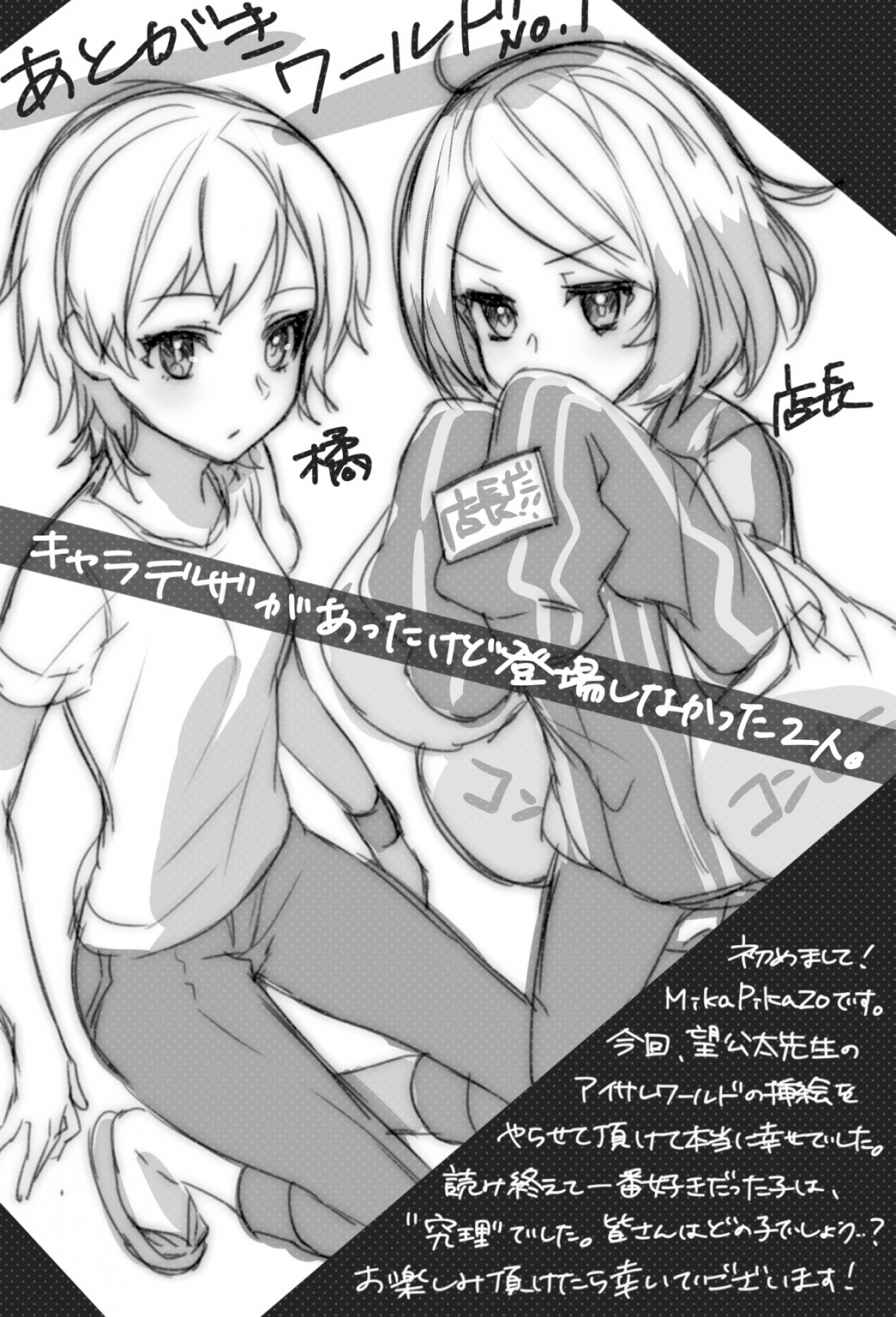 あとがき
ワールドNo.1
店長
橘
店長だ!!
キャラデザがあったけど登場しなかった2人。
コン
コンビ
初めまして!
MikaPikaZoです。
今回、望公太先生の
アイサレワールドの挿絵を
やらせて頂けて本当に幸せでした。
読み終えて一番好きだった子は、
"究理"でした。皆さんはどの子でしょう..?
お楽しみ頂けたら幸いでございます!